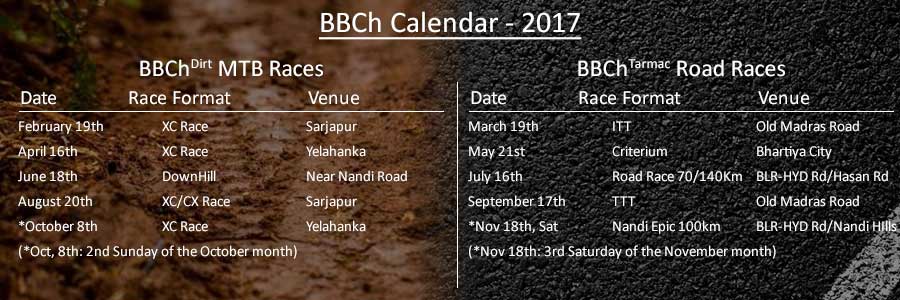 BBCh Calendar - 2017
BBChDirt MTB Races
Date Race Format Venue
February 19th XC Race Sarjapur
April 16th XC Race Yelahanka
June 18th DownHill Near Nandi Road
August 20th XC/CX Race Sarjapur
*October 8th XC Race Yelahanka
(*Oct, 8th: 2nd Sunday of the October month)
BBChTarmac Road Races
Date Race Format Venue
March 19th ITT Old Madras Road
May 21st Criterium Bhartiya City
July 16th Road Race 70/140Km BLR-HYD Rd/Hasan Rd
September 17th TTT Old Madras Road
*Nov 18th, Sat Nandi Epic 100km BLR-HYD Rd/Nandi HIlls
(*Nov 18th: 3rd Saturday of the November month)